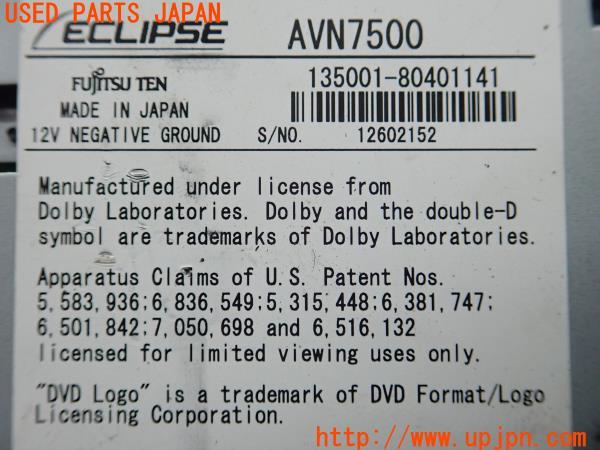 USED PARTS JAPAN
ECLIPSE AVN7500
FUJITSU TEN 135001-80401141
MADE IN JAPAN
12V NEGATIVE GROUND S/NO. 12602152
Manufactured under license from
Dolby Laboratories. Dolby and the double-D
symbol are trademarks of Dolby Laboratories.
Apparatus Claims of U.S. Patent Nos.
5,583,936;6,836,549;5,315,448;6,381,747;
6,501,842;7,050,698 and 6,516,132
licensed for limited viewing uses only.
"DVD Logo" is a trademark of DVD Format/Logo
Licensing Corporation.
http://www.upjpn.com/